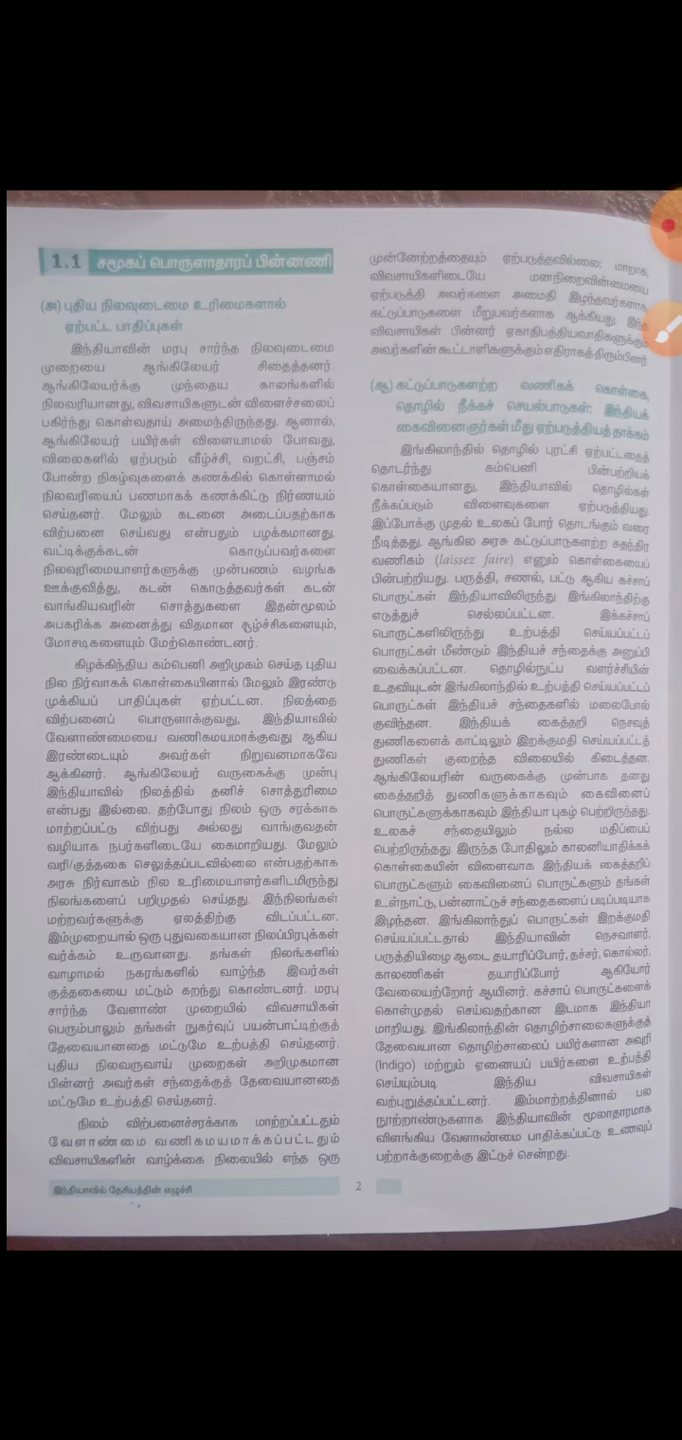 1.1 சமூகப் பொருளாதாரப் பின்னணி
(அ) புதிய நிலவுடைமை உரிமைகளால்
ஏற்பட்ட பாதிப்புகள்
இந்தியாவின் மரபு சார்ந்த நிலவுடைமை
முறையை ஆங்கிலேயர் சிதைத்தனர்.
ஆங்கிலேயர்க்கு முந்தைய காலங்களில்
நிலவரியானது, விவசாயிகளுடன் விளைச்சலைப்
பகிர்ந்து கொள்வதாய் அமைந்திருந்தது. ஆனால்,
ஆங்கிலேயர் பயிர்கள் விளையாமல் போவது,
விலைகளில் ஏற்படும் வீழ்ச்சி, வறட்சி, பஞ்சம்
போன்ற நிகழ்வுகளைக் கணக்கில் கொள்ளாமல்
நிலவரியைப் பணமாகக் கணக்கிட்டு நிர்ணயம்
செய்தனர். மேலும் கடனை அடைப்பதற்காக
விற்பனை செய்வது என்பதும் பழக்கமானது.
வட்டிக்குக்கடன் கொடுப்பவர்களை
நிலவுரிமையாளர்களுக்கு முன்பணம் வழங்க
ஊக்குவித்து, கடன் கொடுத்தவர்கள் கடன்
வாங்கியவரின் சொத்துகளை இதன்மூலம்
அபகரிக்க அனைத்து விதமான சூழ்ச்சிகளையும்,
மோசடிகளையும் மேற்கொண்டனர்.
கிழக்கிந்திய கம்பெனி அறிமுகம் செய்த புதிய
நில நிர்வாகக் கொள்கையினால் மேலும் இரண்டு
முக்கியப் பாதிப்புகள் ஏற்பட்டன. நிலத்தை
விற்பனைப் பொருளாக்குவது, இந்தியாவில்
வேளாண்மையை வணிகமயமாக்குவது ஆகிய
இரண்டையும் அவர்கள் நிறுவனமாகவே
ஆக்கினர். ஆங்கிலேயர் வருகைக்கு முன்பு
இந்தியாவில் நிலத்தில் தனிச் சொத்துரிமை
என்பது இல்லை. தற்போது நிலம் ஒரு சரக்காக
மாற்றப்பட்டு விற்பது அல்லது வாங்குவதன்
வழியாக நபர்களிடையே கைமாறியது. மேலும்
வரி/குத்தகை செலுத்தப்படவில்லை என்பதற்காக
அரசு நிர்வாகம் நில உரிமையாளர்களிடமிருந்து
நிலங்களைப் பறிமுதல் செய்தது. இந்நிலங்கள்
மற்றவர்களுக்கு ஏலத்திற்கு விடப்பட்டன.
இம்முறையால் ஒரு புதுவகையான நிலப்பிரபுக்கள்
வர்க்கம் உருவானது. தங்கள் நிலங்களில்
வாழாமல் நகரங்களில் வாழ்ந்த இவர்கள்
குத்தகையை மட்டும் கறந்து கொண்டனர். மரபு
சார்ந்த வேளாண் முறையில் விவசாயிகள்
பெரும்பாலும் தங்கள் நுகர்வுப் பயன்பாட்டிற்குத்
தேவையானதை மட்டுமே உற்பத்தி செய்தனர்.
புதிய நிலவருவாய் முறைகள் அறிமுகமான
பின்னர் அவர்கள் சந்தைக்குத் தேவையானதை
மட்டுமே உற்பத்தி செய்தனர்.
நிலம் விற்பனைச்சரக்காக மாற்றப்பட்டதும்
வேளாண்மை வணிகமயமாக்கப்பட்டதும்
விவசாயிகளின் வாழ்க்கை நிலையில் எந்த ஒரு
முன்னேற்றத்தையும் ஏற்படுத்தவில்லை; மாறாக,
விவசாயிகளிடையே மனநிறைவின்மையை
ஏற்படுத்தி அவர்களை அமைதி இழந்தவர்களாக,
கட்டுப்பாடுகளை மீறுபவர்களாக ஆக்கியது. இந்த
விவசாயிகள் பின்னர் ஏகாதிபத்தியவாதிகளுக்கும்
அவர்களின் கூட்டாளிகளுக்கும் எதிராகத் திரும்பினர்.
(ஆ) கட்டுப்பாடுகளற்ற வணிகக் கொள்கை,
தொழில் நீக்கச் செயல்பாடுகள்: இந்தியக்
கைவினைஞர்கள் மீது ஏற்படுத்தியத் தாக்கம்
இங்கிலாந்தில் தொழில் புரட்சி ஏற்பட்டதைத்
தொடர்ந்து கம்பெனி பின்பற்றியக்
கொள்கையானது, இந்தியாவில் தொழில்கள்
நீக்கப்படும் விளைவுகளை ஏற்படுத்தியது.
இப்போக்கு முதல் உலகப் போர் தொடங்கும் வரை
நீடித்தது. ஆங்கில அரசு கட்டுப்பாடுகளற்ற சுதந்திர
வணிகம் (laissez faire) எனும் கொள்கையைப்
பின்பற்றியது. பருத்தி, சணல், பட்டு ஆகிய கச்சாப்
பொருட்கள் இந்தியாவிலிருந்து இங்கிலாந்திற்கு
எடுத்துச் செல்லப்பட்டன. இக்கச்சாப்
பொருட்களிலிருந்து உற்பத்தி செய்யப்பட்டப்
பொருட்கள் மீண்டும் இந்தியச் சந்தைக்கு அனுப்பி
வைக்கப்பட்டன. தொழில்நுட்ப வளர்ச்சியின்
உதவியுடன் இங்கிலாந்தில் உற்பத்தி செய்யப்பட்டப்
பொருட்கள் இந்தியச் சந்தைகளில் மலைபோல்
குவிந்தன. இந்தியக் கைத்தறி நெசவுத்
துணிகளைக் காட்டிலும் இறக்குமதி செய்யப்பட்டத்
துணிகள் குறைந்த விலையில் கிடைத்தன.
ஆங்கிலேயரின் வருகைக்கு முன்பாக தனது
கைத்தறித் துணிகளுக்காகவும் கைவினைப்
பொருட்களுக்காகவும் இந்தியா புகழ் பெற்றிருந்தது.
உலகச் சந்தையிலும் நல்ல மதிப்பைப்
பெற்றிருந்தது. இருந்த போதிலும் காலனியாதிக்கக்
கொள்கையின் விளைவாக இந்தியக் கைத்தறிப்
பொருட்களும் கைவினைப் பொருட்களும் தங்கள்
உள்நாட்டு, பன்னாட்டுச் சந்தைகளைப் படிப்படியாக
இழந்தன. இங்கிலாந்துப் பொருட்கள் இறக்குமதி
செய்யப்பட்டதால் இந்தியாவின் நெசவாளர்,
பருத்தியிழை ஆடை தயாரிப்போர், தச்சர், கொல்லர்,
காலணிகள் தயாரிப்போர் ஆகியோர்
வேலையற்றோர் ஆயினர். கச்சாப் பொருட்களைக்
கொள்முதல் செய்வதற்கான இடமாக இந்தியா
மாறியது. இங்கிலாந்தின் தொழிற்சாலைகளுக்குத்
தேவையான தொழிற்சாலைப் பயிர்களான அவுரி
(Indigo) மற்றும் ஏனையப் பயிர்களை உற்பத்தி
செய்யும்படி இந்திய விவசாயிகள்
வற்புறுத்தப்பட்டனர். இம்மாற்றத்தினால் பல
நூற்றாண்டுகளாக இந்தியாவின் மூலாதாரமாக
விளங்கிய வேளாண்மை பாதிக்கப்பட்டு உணவுப்
பற்றாக்குறைக்கு இட்டுச் சென்றது.
இந்தியாவில் தேசியத்தின் எழுச்சி
2